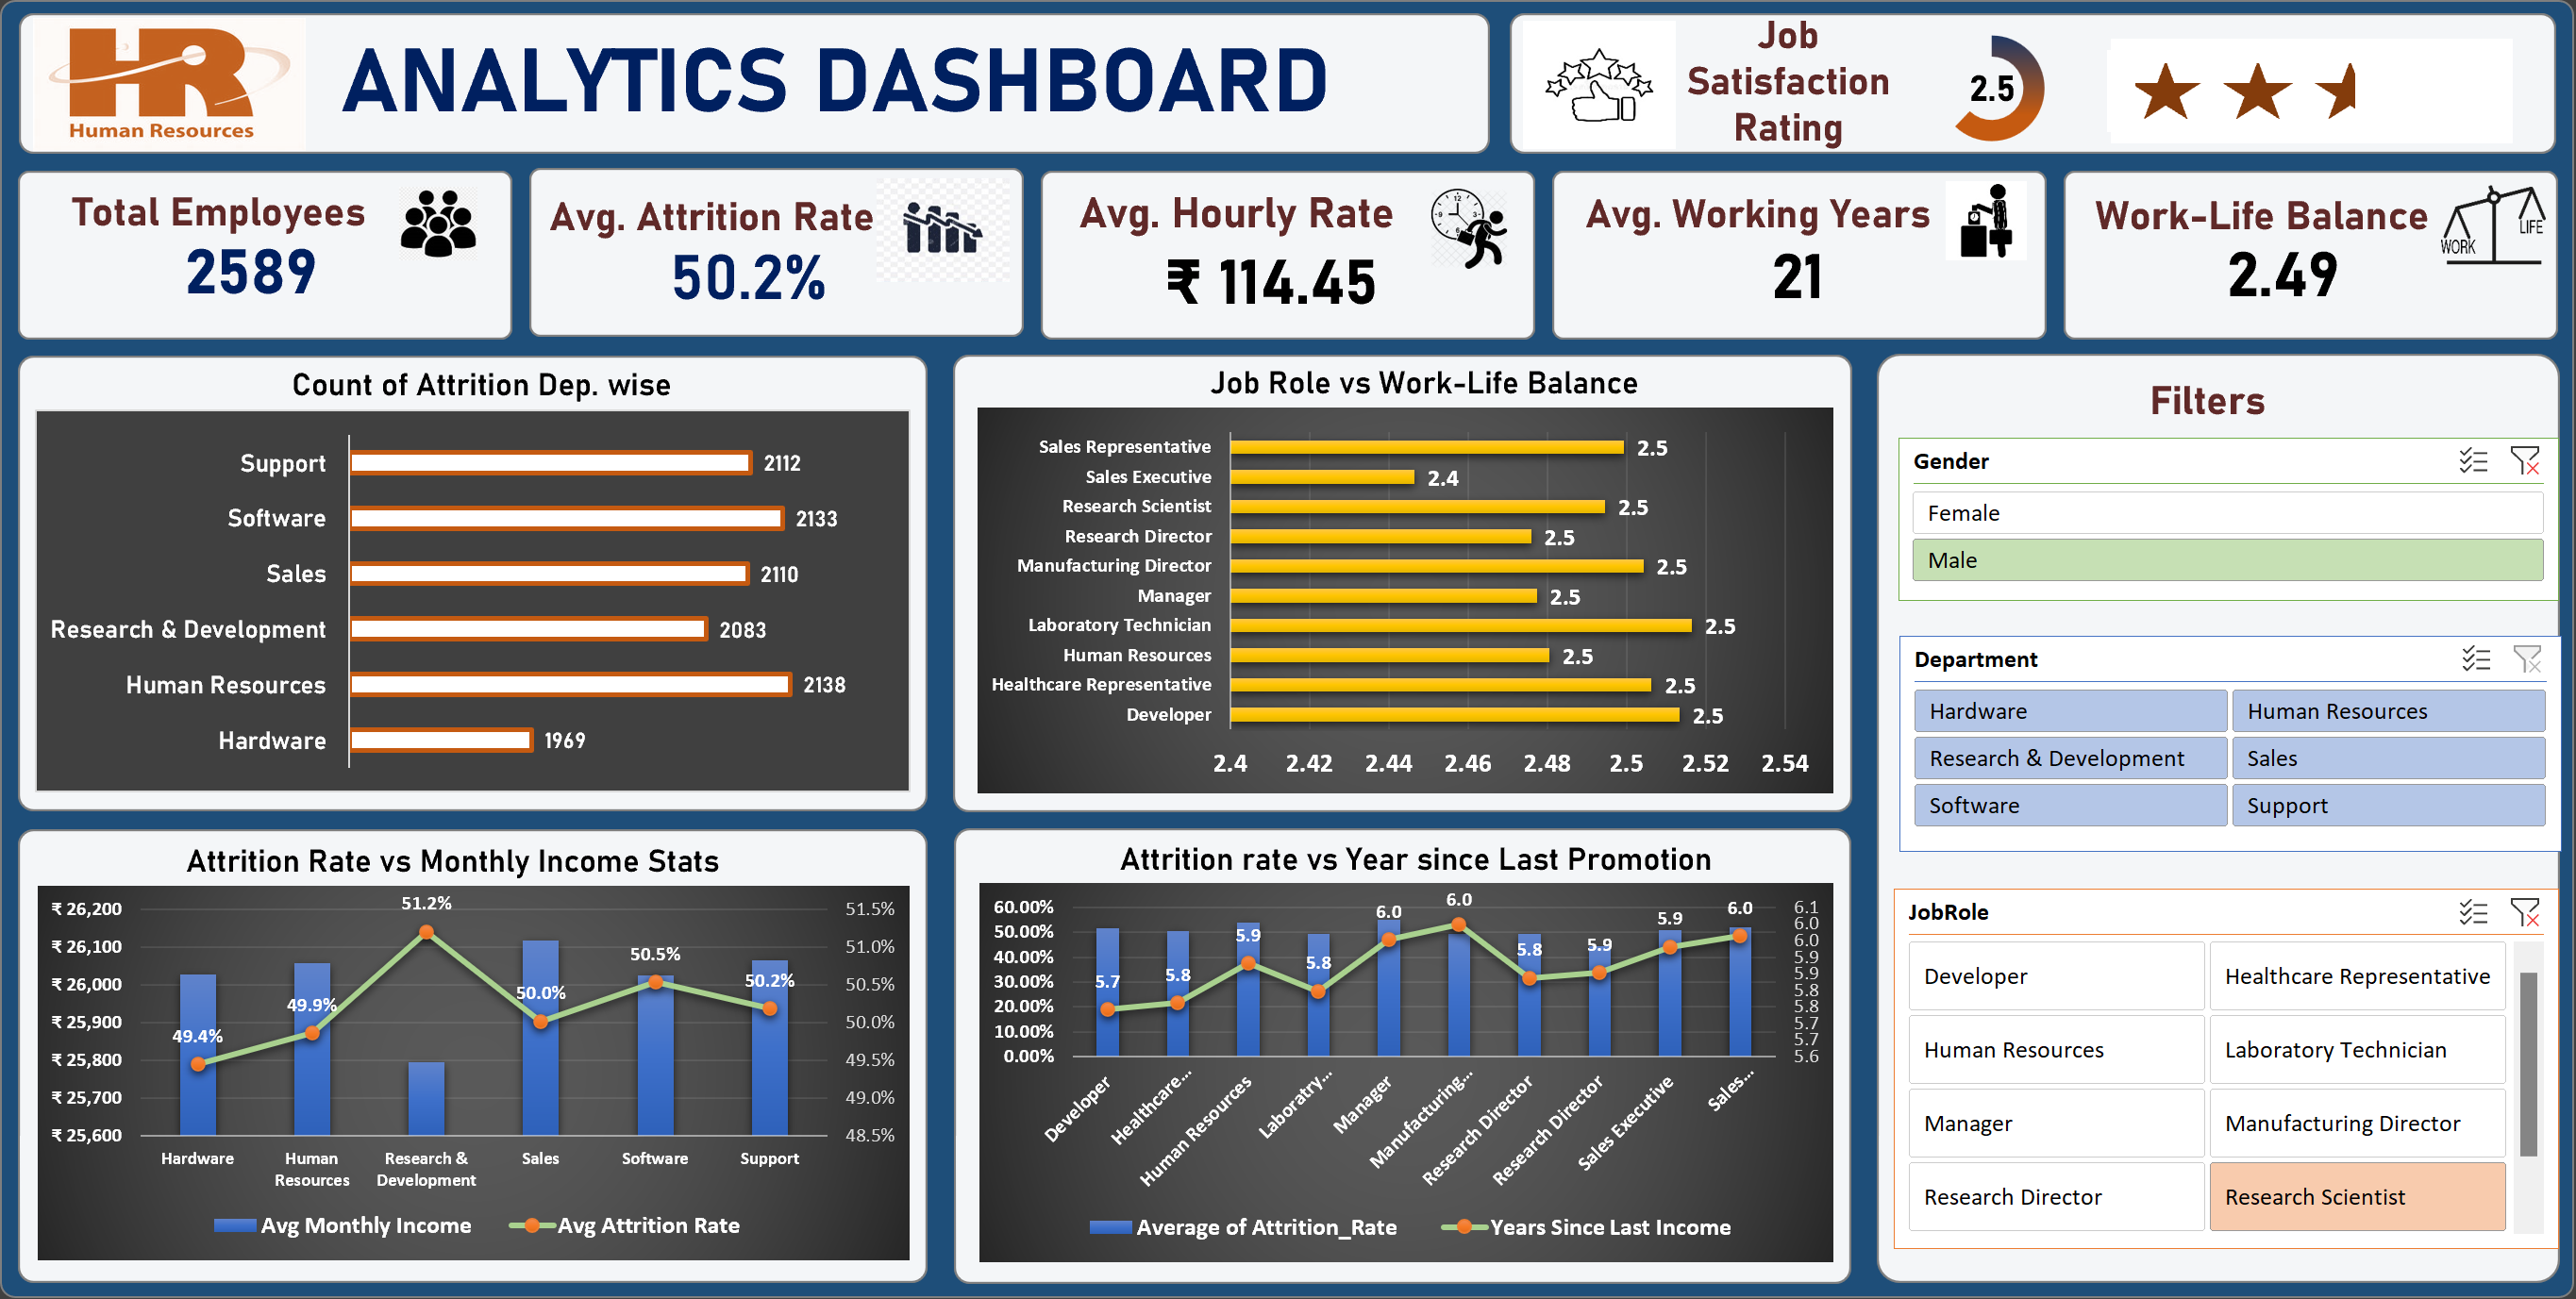 HR
Human Resources
ANALYTICS DASHBOARD
Job
Satisfaction
Rating
2.5
Total Employees
2589
Avg. Attrition Rate
50.2%
Avg. Hourly Rate
₹ 114.45
Avg. Working Years
21
Work-Life Balance
2.49
WORK
LIFE
Count of Attrition Dep. wise
Support 2112
Software 2133
Sales 2110
Research & Development 2083
Human Resources 2138
Hardware 1969
Job Role vs Work-Life Balance
Sales Representative 2.5
Sales Executive 2.4
Research Scientist 2.5
Research Director 2.5
Manufacturing Director 2.5
Manager 2.5
Laboratory Technician 2.5
Human Resources 2.5
Healthcare Representative 2.5
Developer 2.5
2.4 2.42 2.44 2.46 2.48 2.5 2.52 2.54
Filters
Gender
Female
Male
Department
Hardware Human Resources
Research & Development Sales
Software Support
JobRole
Developer Healthcare Representative
Human Resources Laboratory Technician
Manager Manufacturing Director
Research Director Research Scientist
Attrition Rate vs Monthly Income Stats
₹ 26,200
₹ 26,100
₹ 26,000
₹ 25,900
₹ 25,800
₹ 25,700
₹ 25,600
49.4% 49.9% 51.2% 50.0% 50.5% 50.2%
51.5%
51.0%
50.5%
50.0%
49.5%
49.0%
48.5%
Hardware
Human
Resources
Research &
Development
Sales
Software
Support
Avg Monthly Income Avg Attrition Rate
Attrition rate vs Year since Last Promotion
60.00%
50.00%
40.00%
30.00%
20.00%
10.00%
0.00%
5.7 5.8 5.9 5.8 6.0 6.0 5.8 5.9 5.9 6.0
6.1
6.0
6.0
5.9
5.9
5.8
5.8
5.7
5.7
5.6
Developer
Healthcare...
Human Resources
Laboratry...
Manager
Manufacturing...
Research Director
Research Director
Sales Executive
Sales...
Average of Attrition_Rate Years Since Last Income